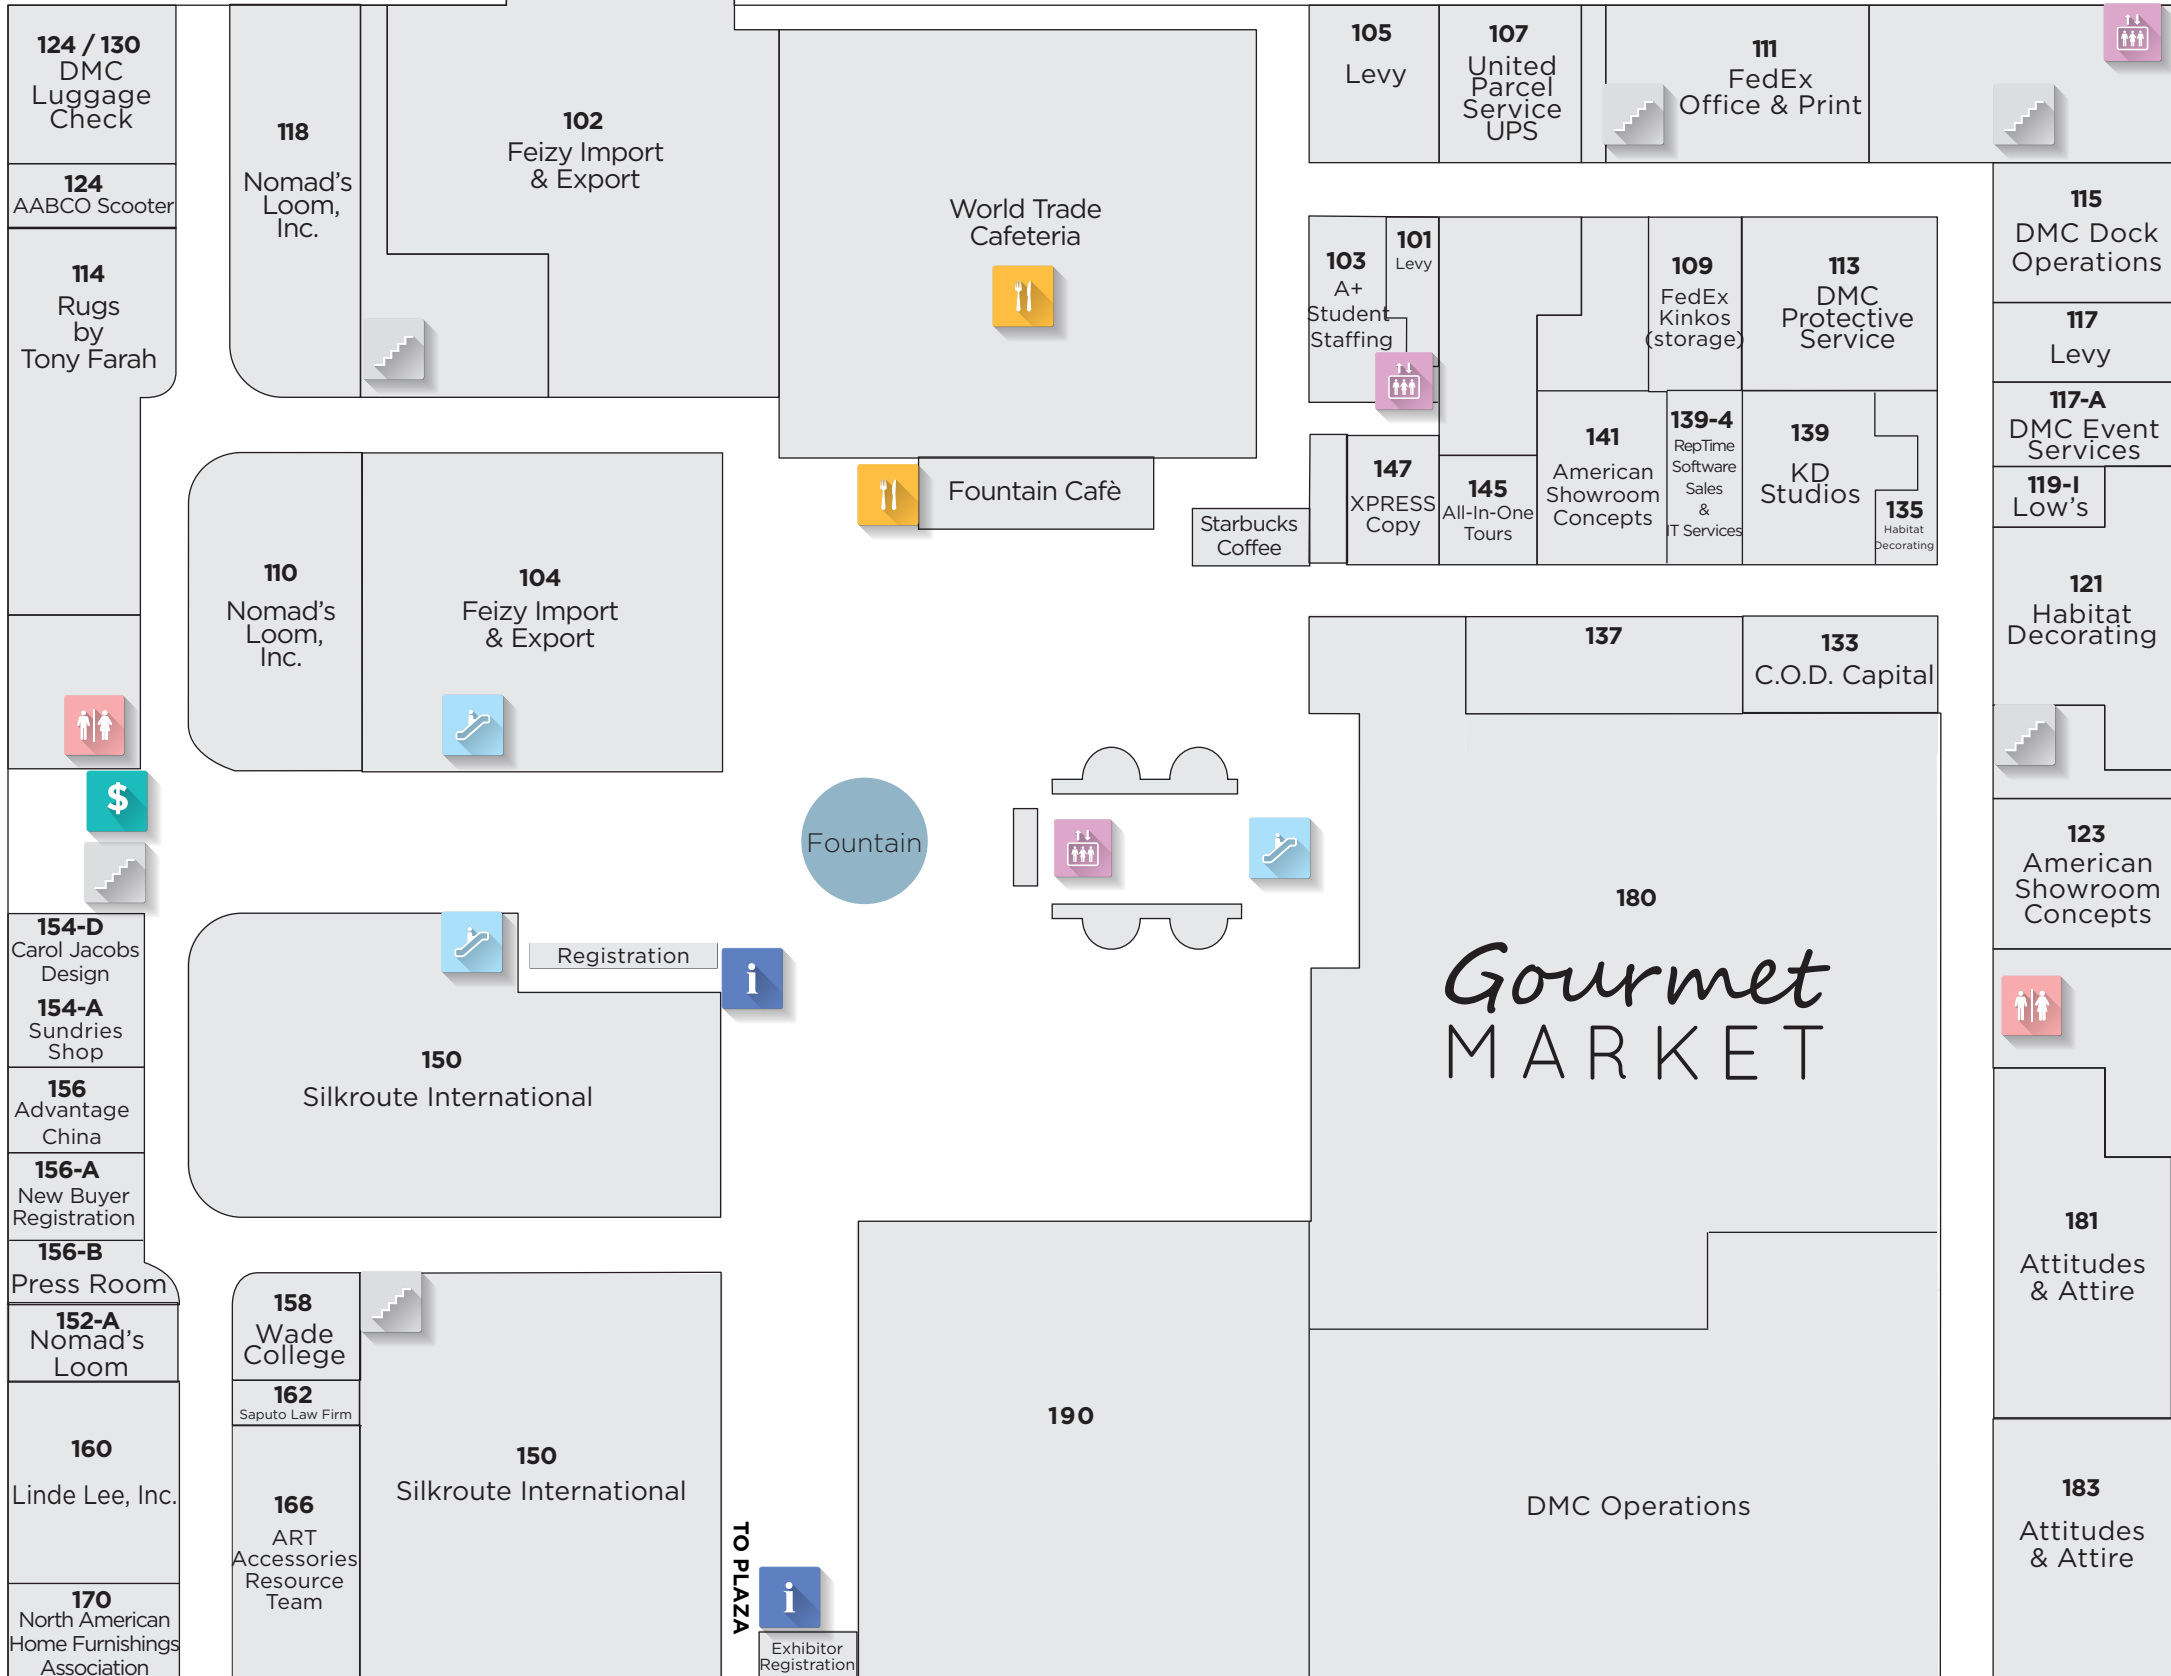 124 / 130
DMC
Luggage
Check
124
AABCO Scooter
114
Rugs
by
Tony Farah
118
Nomad's
Loom,
Inc.
102
Feizy Import
& Export
World Trade
Cafeteria
105
Levy
107
United
Parcel
Service
UPS
111
FedEx
Office & Print
103
A+
Student
Staffing
101
Levy
109
FedEx
Kinkos
(storage)
113
DMC
Protective
Service
115
DMC Dock
Operations
117
Levy
117-A
DMC Event
Services
119-I
Low's
121
Habitat
Decorating
110
Nomad's
Loom,
Inc.
104
Feizy Import
& Export
Fountain Cafè
Starbucks
Coffee
147
XPRESS
Copy
145
All-In-One
Tours
141
American
Showroom
Concepts
139-4
RepTime
Software
Sales
&
IT Services
139
KD
Studios
135
Habitat
Decorating
137
133
C.O.D. Capital
$
Fountain
123
American
Showroom
Concepts
180
Gourmet
MARKET
154-D
Carol Jacobs
Design
154-A
Sundries
Shop
156
Advantage
China
156-A
New Buyer
Registration
156-B
Press Room
152-A
Nomad's
Loom
160
Linde Lee, Inc.
170
North American
Home Furnishings
Association
Registration
i
150
Silkroute International
158
Wade
College
162
Saputo Law Firm
166
ART
Accessories
Resource
Team
150
Silkroute International
TO PLAZA
i
Exhibitor
Registration
190
DMC Operations
181
Attitudes
& Attire
183
Attitudes
& Attire